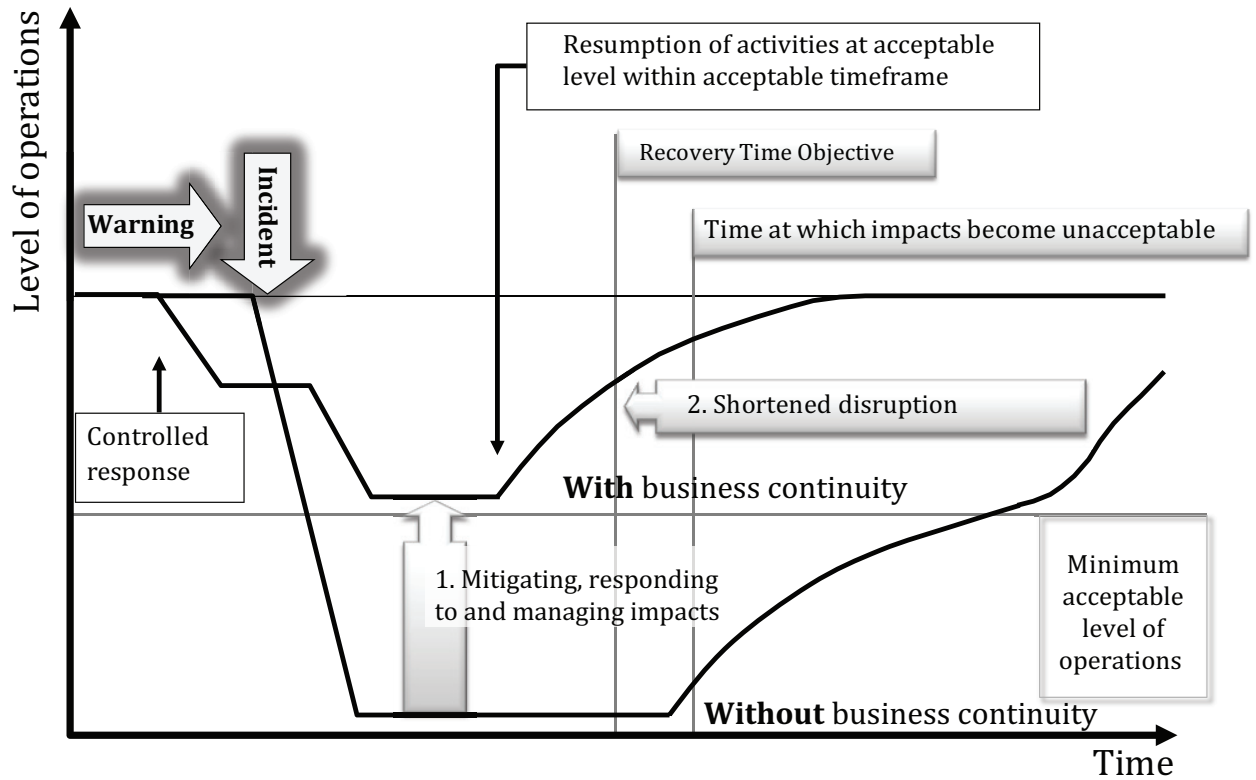 Level of operations
Resumption of activities at acceptable
level within acceptable timeframe
Recovery Time Objective
Incident
Warning
Time at which impacts become unacceptable
Controlled
response
2. Shortened disruption
With business continuity
1. Mitigating, responding
to and managing impacts
Minimum
acceptable
level of
operations
Without business continuity
Time